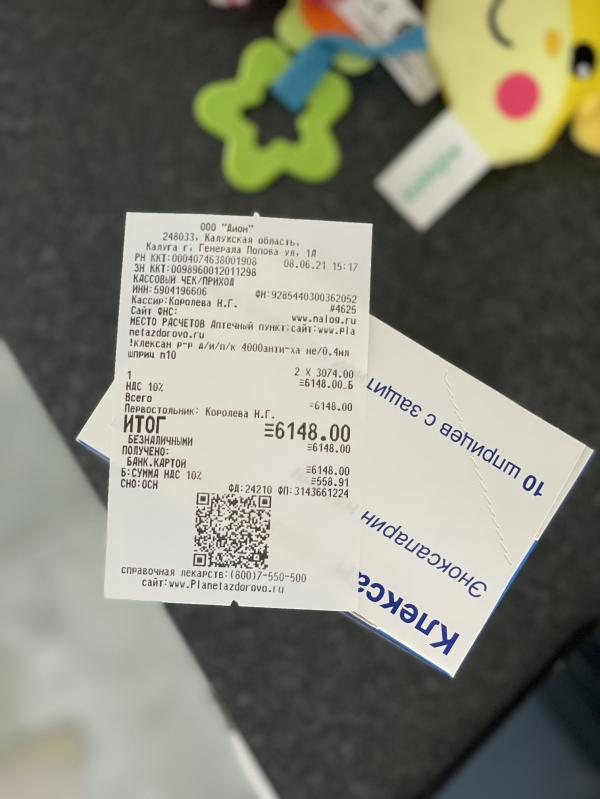 ООО "Дион"
248033, Калужская область,
Калуга г, Генерала Попова ул, 1Д
РН ККТ:0004074638001908 08.06.21 15:17
ЗН ККТ:0098960012011298
КАССОВЫЙ ЧЕК/ПРИХОД
ИНН:5904196606 ФН:9285440300362052
Кассир:Королева Н.Г. #4625
Сайт ФНС: www.nalog.ru
МЕСТО РАСЧЕТОВ Аптечный пункт;сайт:www.Pla
netazdorovo.ru
!клексан р-р д/и/п/к 4000анти-ха ме/0.4мл
шприц n10
2 X 3074.00
1 ≡6148.00_Б
НДС 10%
Всего ≡6148.00
Первостольник: Королева Н.Г.
ИТОГ ≡6148.00
БЕЗНАЛИЧНЫМИ ≡6148.00
ПОЛУЧЕНО:
БАНК.КАРТОЙ ≡6148.00
Б:СУММА НДС 10% ≡558.91
СНО:ОСН ФД:24210 ФП:3143661224
справочная лекарств:(800)7-550-500
сайт:www.Planetazdorovo.ru
Клекса
Эноксапарин
10 шприцев с защит